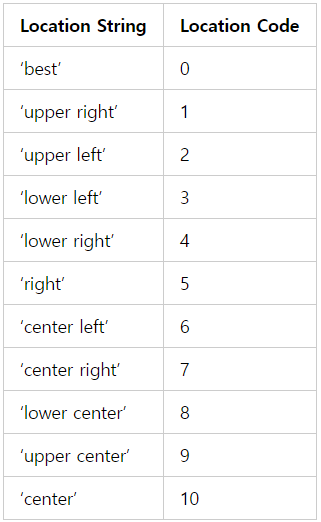 Location String Location Code
‘best’ 0
‘upper right’ 1
‘upper left’ 2
‘lower left’ 3
‘lower right’ 4
‘right’ 5
‘center left’ 6
‘center right’ 7
‘lower center’ 8
‘upper center’ 9
‘center’ 10